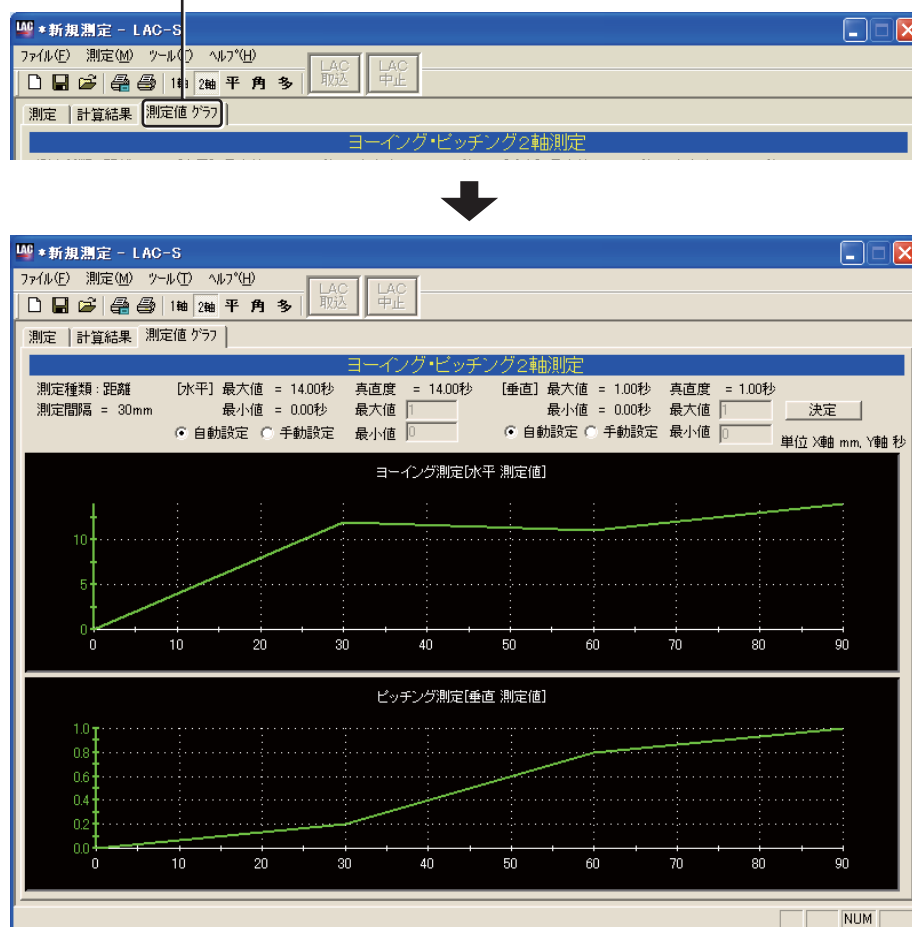 *新規測定 - LAC-S
ファイル(F) 測定(M) ツール(T) ヘルプ(H)
LAC 取込 LAC 中止
1軸 2軸 平 角 多
測定 計算結果 測定値 グラフ
ヨーイング・ピッチング2軸測定
*新規測定 - LAC-S
ファイル(F) 測定(M) ツール(T) ヘルプ(H)
LAC 取込 LAC 中止
1軸 2軸 平 角 多
測定 計算結果 測定値 グラフ
ヨーイング・ピッチング2軸測定
測定種類:距離 [水平] 最大値 = 14.00秒 真直度 = 14.00秒 [垂直] 最大値 = 1.00秒 真直度 = 1.00秒
測定間隔 = 30mm 最小値 = 0.00秒 最大値 1 最小値 = 0.00秒 最大値 1 決定
自動設定 手動設定 最小値 0 自動設定 手動設定 最小値 0
単位 X軸 mm, Y軸 秒
ヨーイング測定[水平 測定値]
10
5
0
0 10 20 30 40 50 60 70 80 90
ピッチング測定[垂直 測定値]
1.0
0.8
0.6
0.4
0.2
0.0
0 10 20 30 40 50 60 70 80 90
NUM